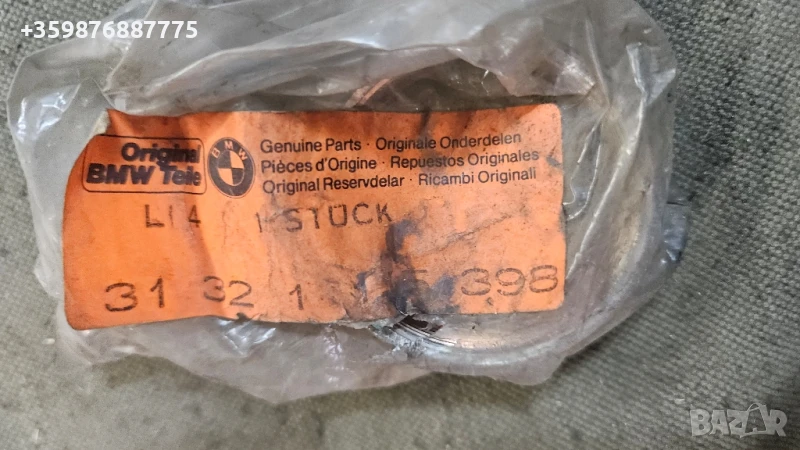 +359876887775
Original
BMW Teile
BMW
Genuine Parts · Originale Onderdelen
Pièces d'Origine · Repuestos Originales
Original Reservdelar · Ricambi Originali
1 STÜCK
31 32 1 398
BAZAR